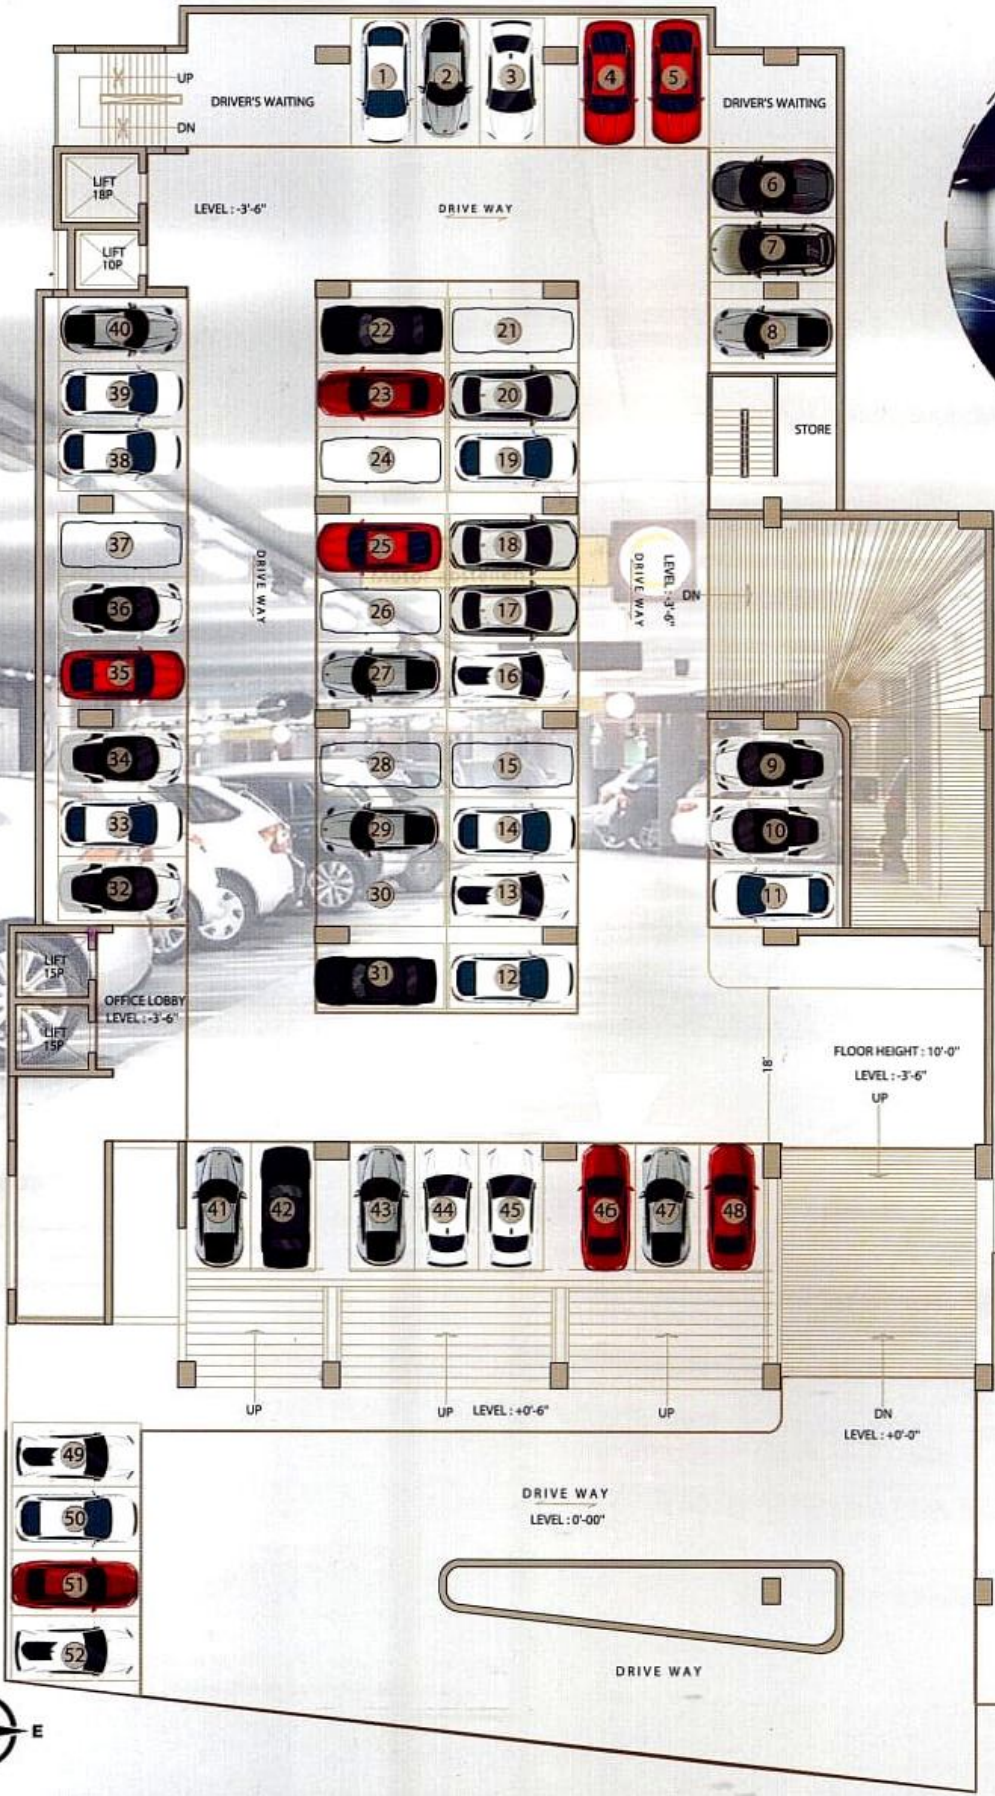 1
2
3
4
5
UP
DRIVER'S WAITING
DRIVER'S WAITING
DN
LIFT
18P
6
LEVEL : -3'-6"
DRIVE WAY
7
LIFT
10P
40
22
21
8
39
23
20
38
24
19
STORE
37
25
18
DRIVE WAY
DRIVE WAY
LEVEL : -3'-6"
DN
36
26
17
35
27
16
34
28
15
9
33
29
14
10
32
30
13
11
LIFT
15P
31
12
OFFICE LOBBY
LEVEL : -3'-6"
LIFT
15P
18'
FLOOR HEIGHT : 10'-0"
LEVEL : -3'-6"
UP
41
42
43
44
45
46
47
48
UP
UP
LEVEL : +0'-6"
UP
DN
LEVEL : +0'-0"
49
DRIVE WAY
LEVEL : 0'-00"
50
51
52
DRIVE WAY
E